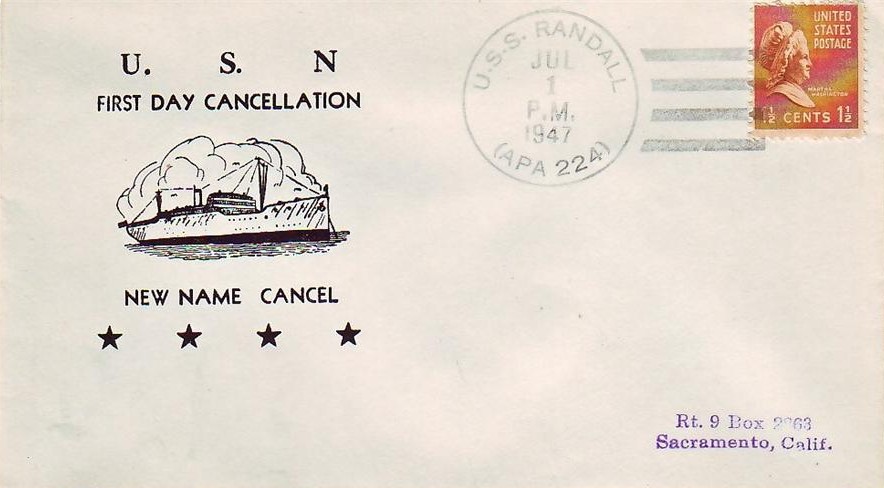 U. S. N
FIRST DAY CANCELLATION
NEW NAME CANCEL
U.S.S. RANDALL
JUL
1
P.M.
1947
(APA 224)
UNITED
STATES
POSTAGE
MARTHA
WASHINGTON
1½ CENTS 1½
Rt. 9 Box
Sacramento, Calif.